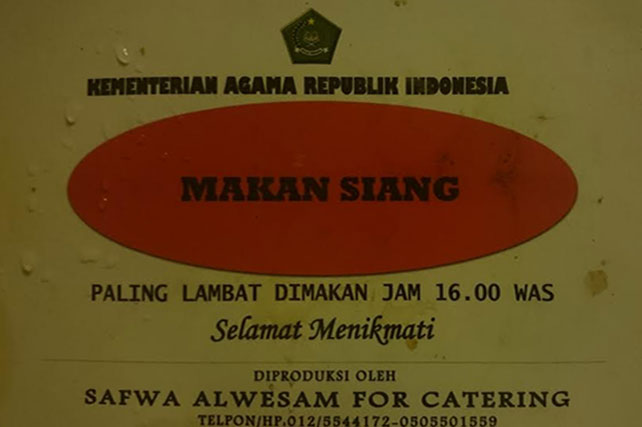 KEMENTERIAN AGAMA REPUBLIK INDONESIA
MAKAN SIANG
PALING LAMBAT DIMAKAN JAM 16.00 WAS
Selamat Menikmati
DIPRODUKSI OLEH
SAFWA ALWESAM FOR CATERING
TELPON/HP.012/5544172-0505501559